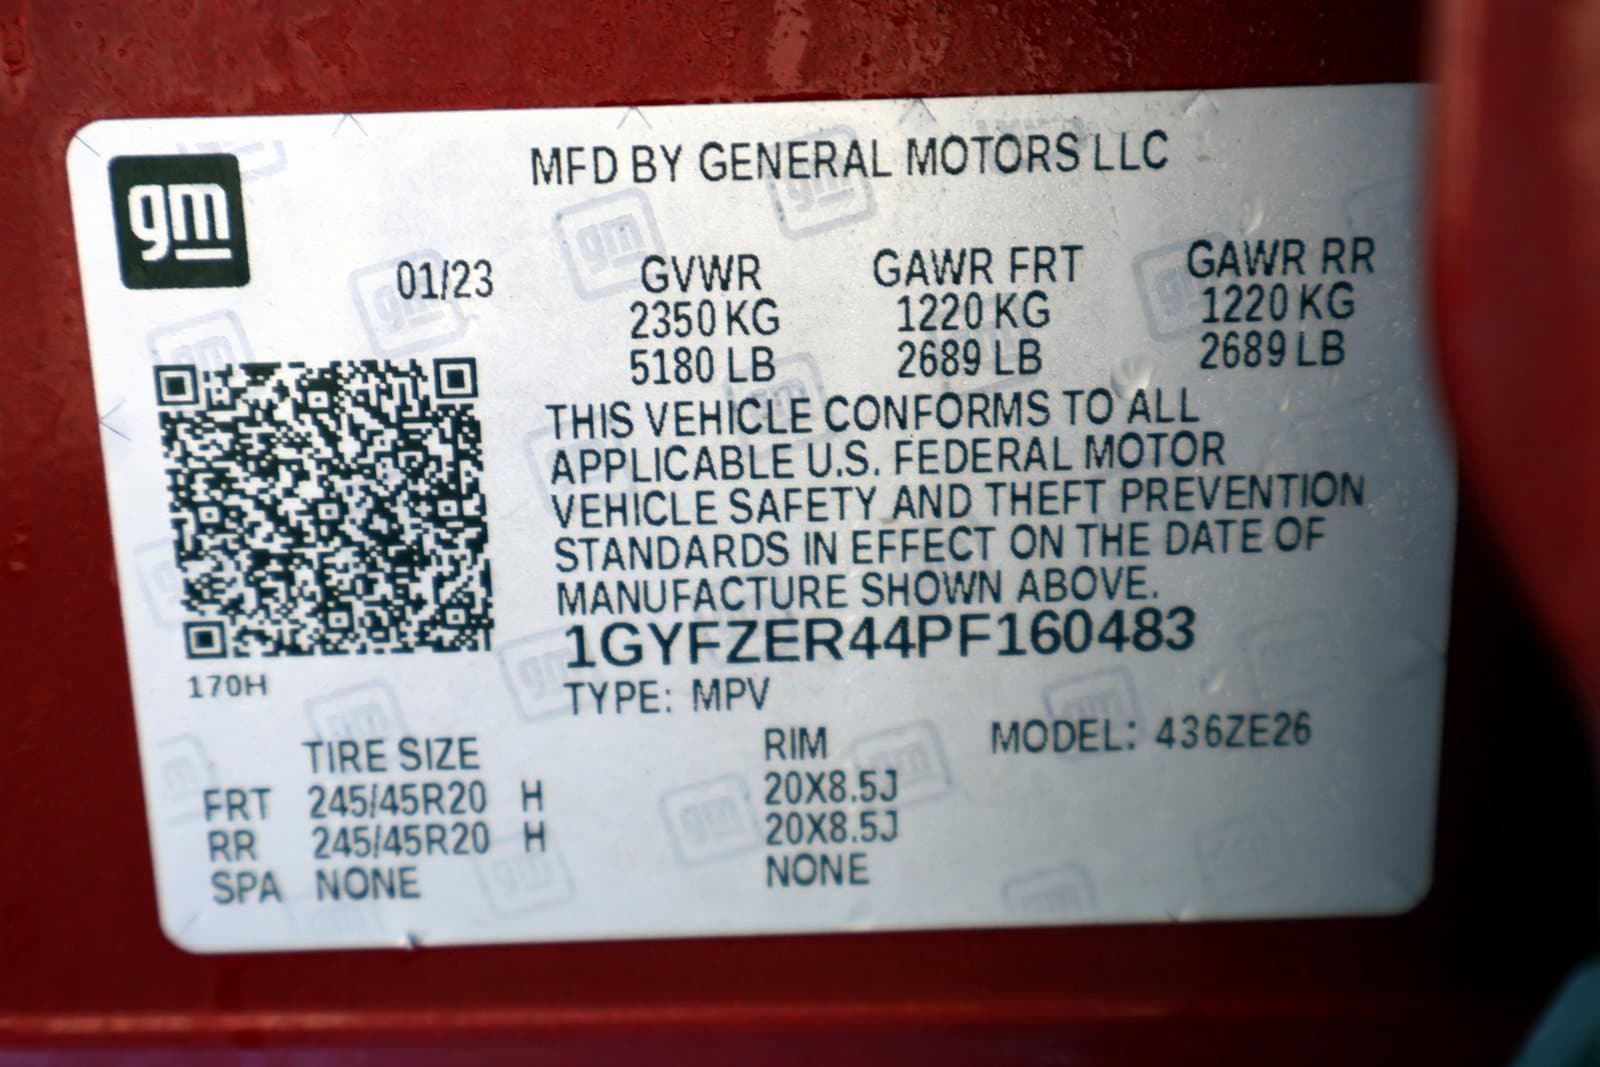 gm
MFD BY GENERAL MOTORS LLC
01/23 GVWR GAWR FRT GAWR RR
2350 KG 1220 KG 1220 KG
5180 LB 2689 LB 2689 LB
THIS VEHICLE CONFORMS TO ALL
APPLICABLE U.S. FEDERAL MOTOR
VEHICLE SAFETY AND THEFT PREVENTION
STANDARDS IN EFFECT ON THE DATE OF
MANUFACTURE SHOWN ABOVE.
1GYFZER44PF160483
170H
TYPE: MPV
TIRE SIZE RIM MODEL: 436ZE26
FRT 245/45R20 H 20X8.5J
RR 245/45R20 H 20X8.5J
SPA NONE NONE